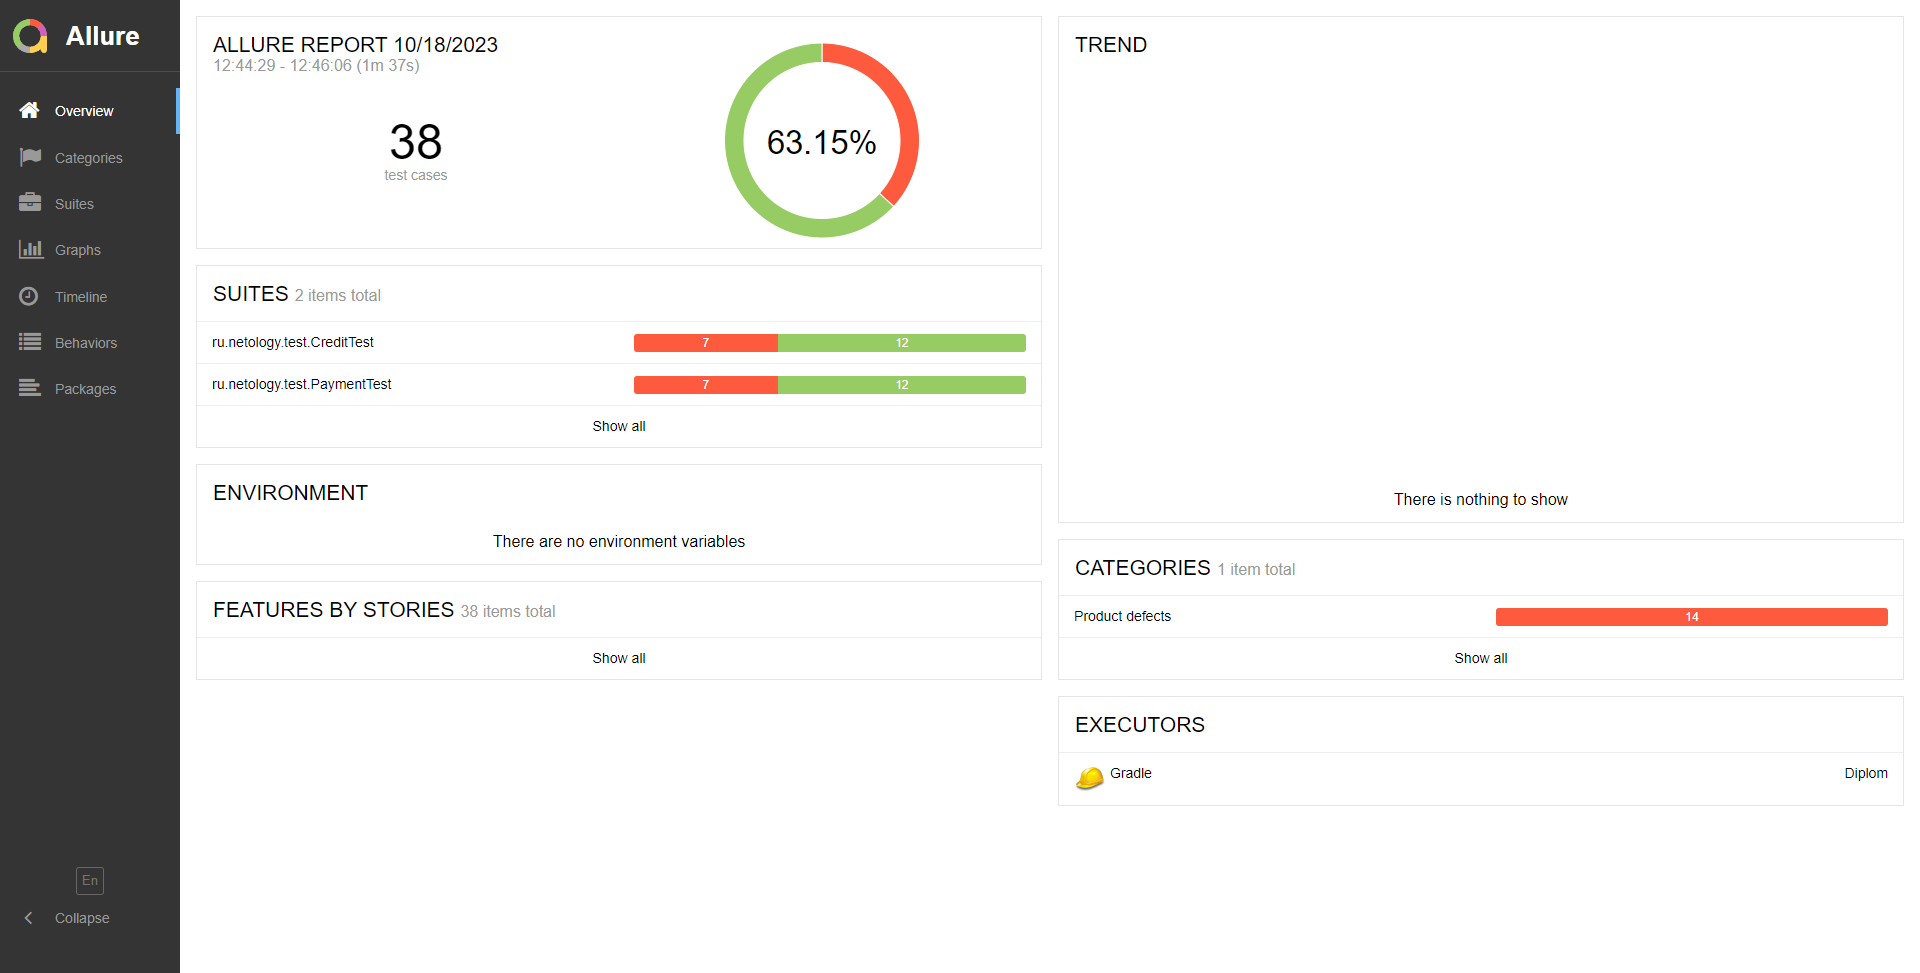 Allure
Overview
Categories
Suites
Graphs
Timeline
Behaviors
Packages
En
Collapse
ALLURE REPORT 10/18/2023
12:44:29 - 12:46:06 (1m 37s)
38
test cases
63.15%
SUITES 2 items total
ru.netology.test.CreditTest 7 12
ru.netology.test.PaymentTest 7 12
Show all
ENVIRONMENT
There are no environment variables
FEATURES BY STORIES 38 items total
Show all
TREND
There is nothing to show
CATEGORIES 1 item total
Product defects 14
Show all
EXECUTORS
Gradle Diplom